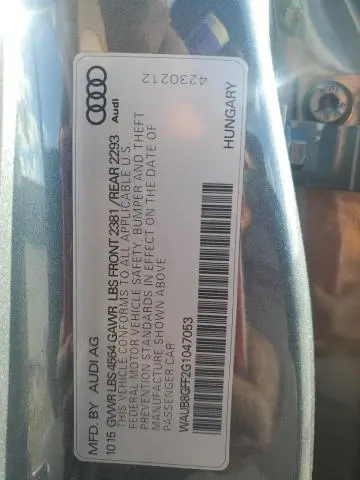 MFD. BY AUDI AG
Audi
10 15 GVWR LBS 4564 GAWR LBS FRONT 2381 /REAR 2293
THIS VEHICLE CONFORMS TO ALL APPLICABLE U.S.
FEDERAL MOTOR VEHICLE SAFETY, BUMPER AND THEFT
PREVENTION STANDARDS IN EFFECT ON THE DATE OF
MANUFACTURE SHOWN ABOVE
PASSENGER CAR
WAUB8GFF2G1047053
HUNGARY
4230212